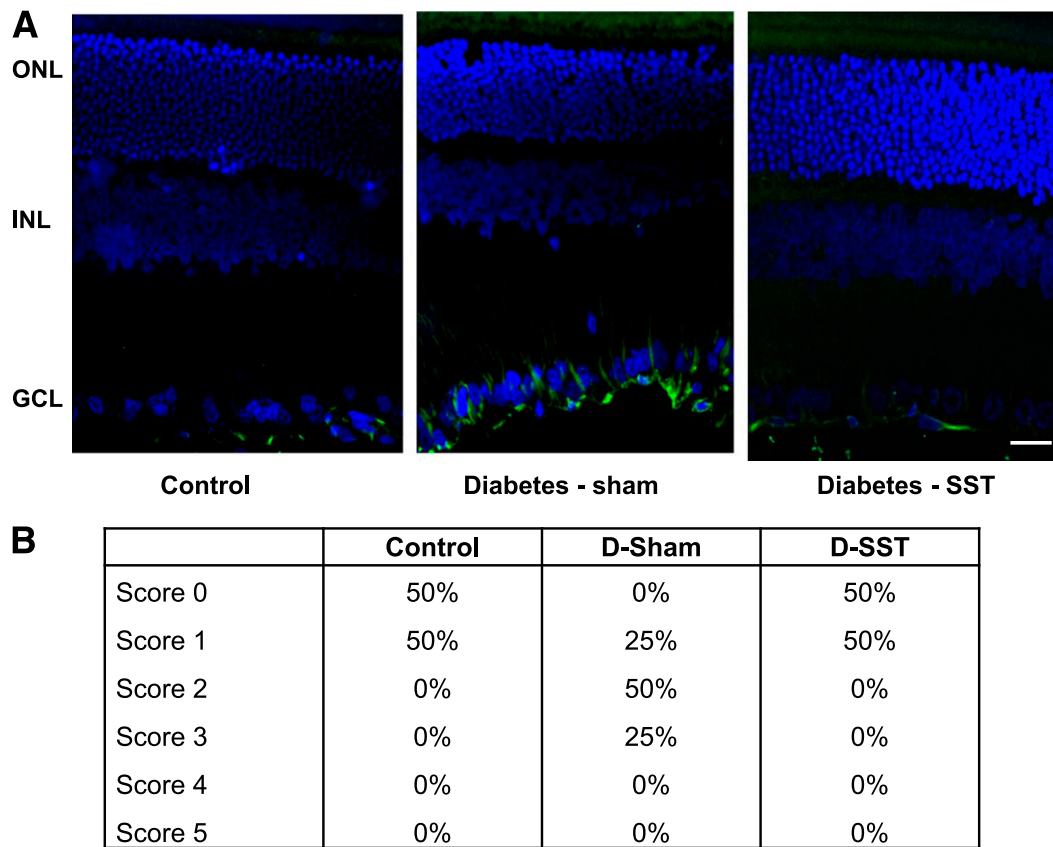 A
ONL
INL
GCL
Control Diabetes - sham Diabetes - SST
B
Control D-Sham D-SST
Score 0 50% 0% 50%
Score 1 50% 25% 50%
Score 2 0% 50% 0%
Score 3 0% 25% 0%
Score 4 0% 0% 0%
Score 5 0% 0% 0%